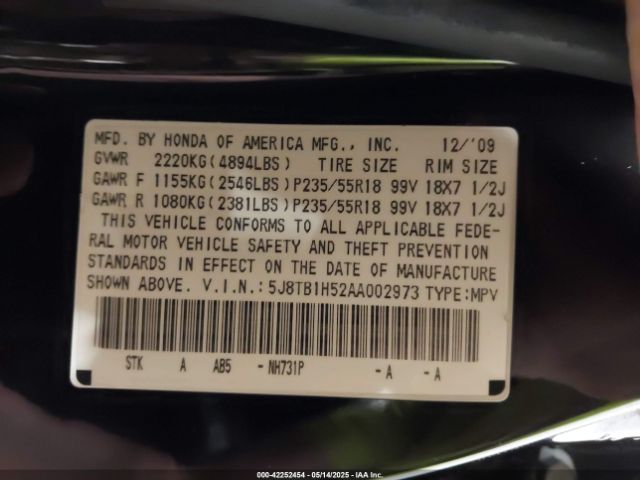 MFD. BY HONDA OF AMERICA MFG., INC. 12/'09
GVWR 2220KG(4894LBS) TIRE SIZE RIM SIZE
GAWR F 1155KG(2546LBS)P235/55R18 99V 18X7 1/2J
GAWR R 1080KG(2381LBS)P235/55R18 99V 18X7 1/2J
THIS VEHICLE CONFORMS TO ALL APPLICABLE FEDE-
RAL MOTOR VEHICLE SAFETY AND THEFT PREVENTION
STANDARDS IN EFFECT ON THE DATE OF MANUFACTURE
SHOWN ABOVE. V.I.N.:5J8TB1H52AA002973 TYPE:MPV
STK A AB5 -NH731P -A -A
000-42252454 - 05/14/2025 - IAA Inc.